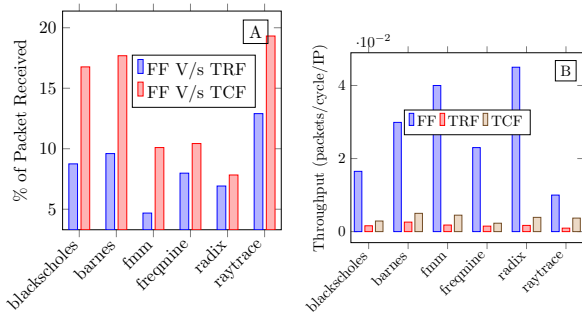 A
FF V/s TRF
FF V/s TCF
% of Packet Received
20
15
10
5
blackscholes
barnes
fmm
freqmine
radix
raytrace
·10−2
B
FF TRF TCF
Throughput (packets/cycle/IP)
4
2
0
blackscholes
barnes
fmm
freqmine
radix
raytrace